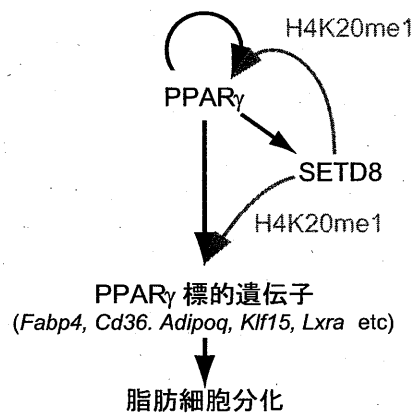 H4K20me1
PPARγ
SETD8
H4K20me1
PPARγ 標的遺伝子
(Fabp4, Cd36. Adipoq, Klf15, Lxra etc)
脂肪細胞分化